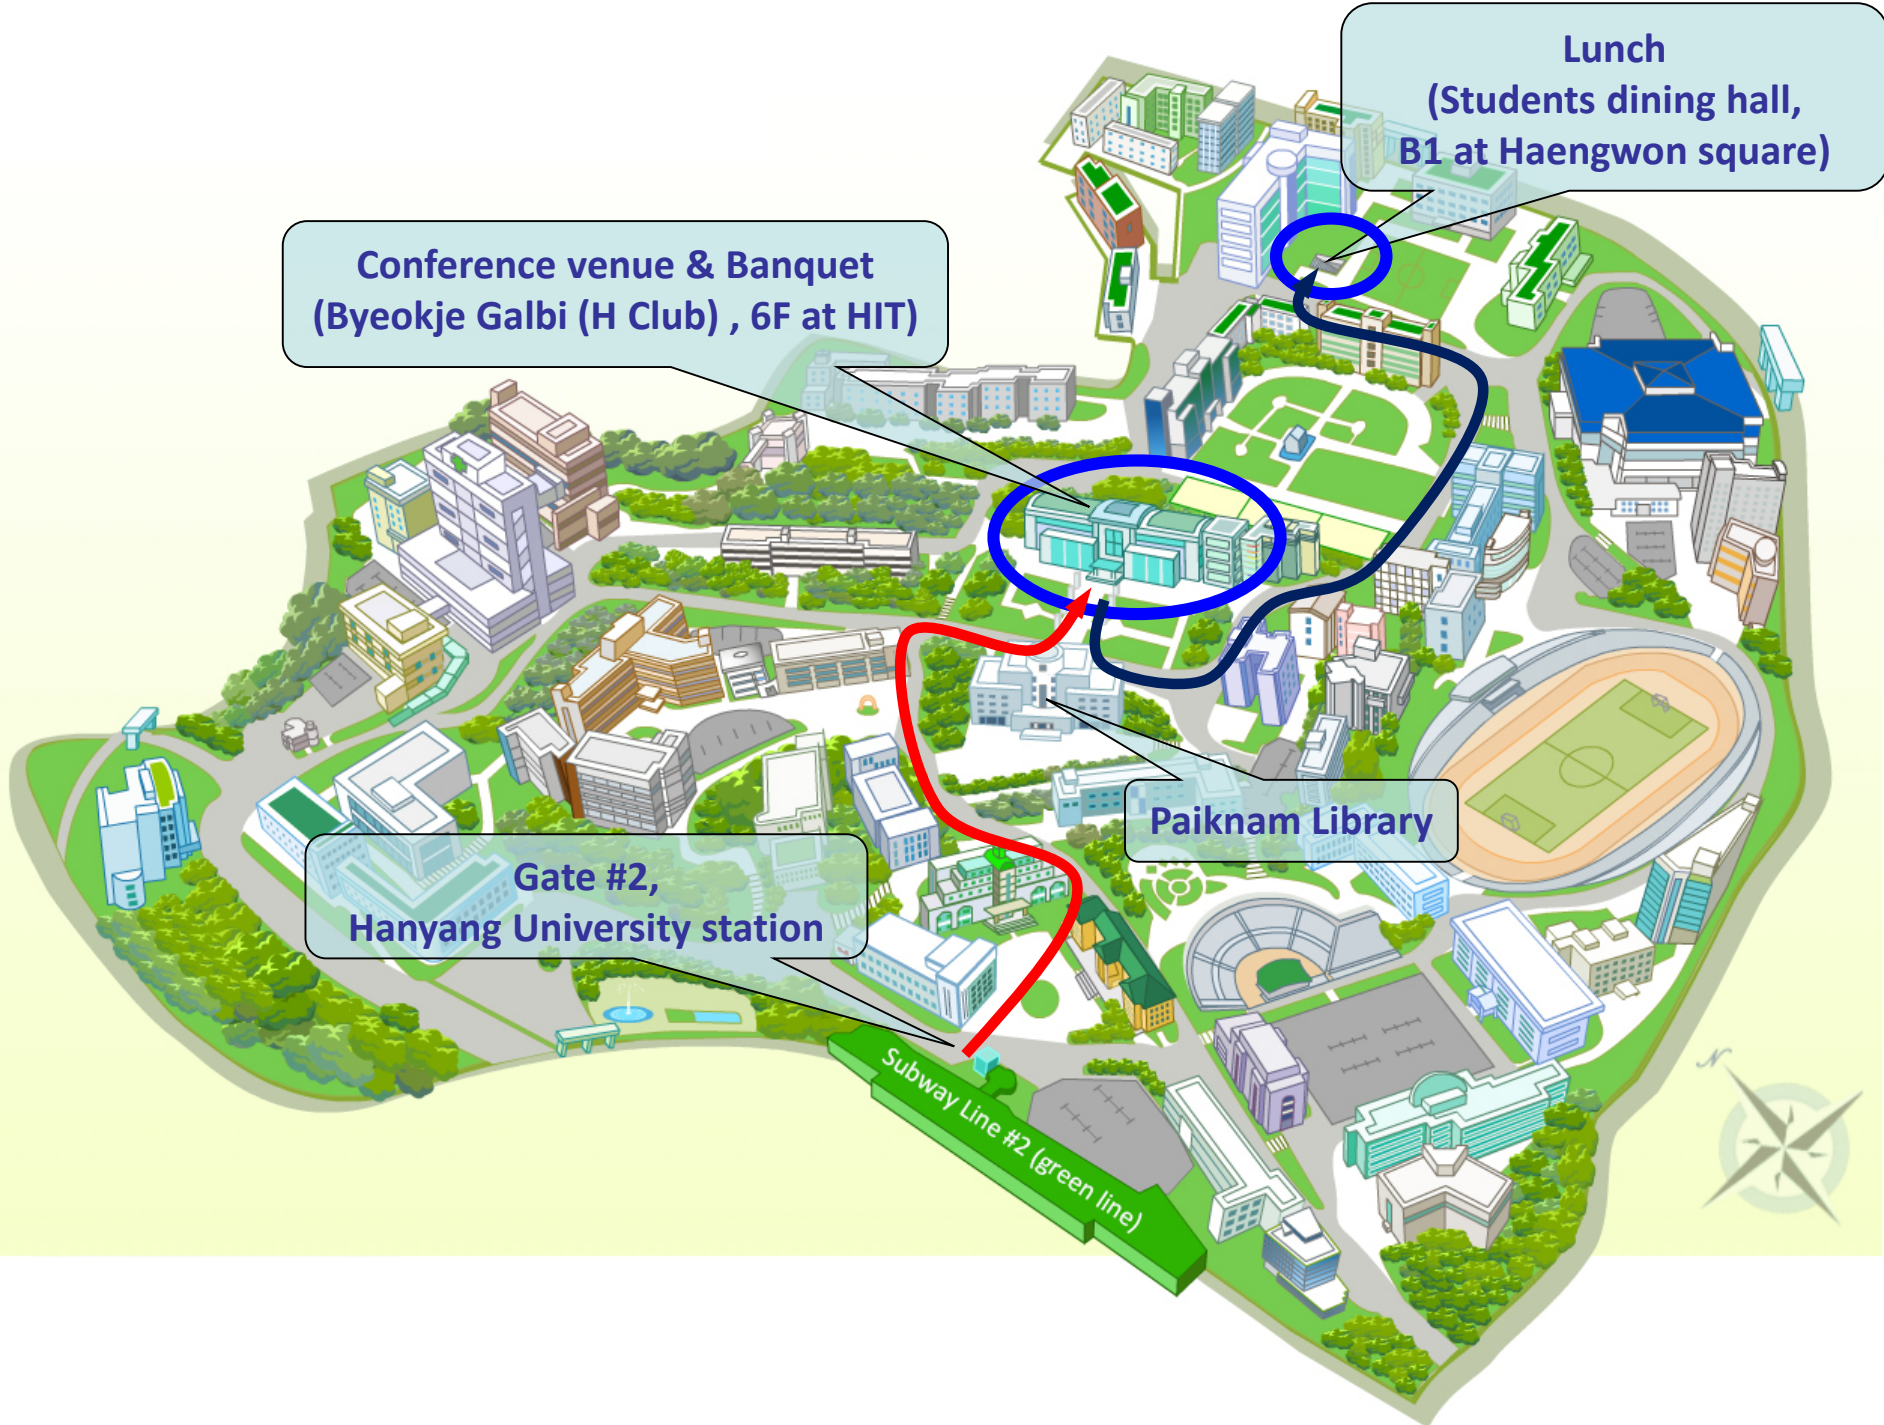 Lunch
(Students dining hall,
B1 at Haengwon square)
Conference venue & Banquet
(Byeokje Galbi (H Club) , 6F at HIT)
Paiknam Library
Gate #2,
Hanyang University station
Subway Line #2 (green line)
N